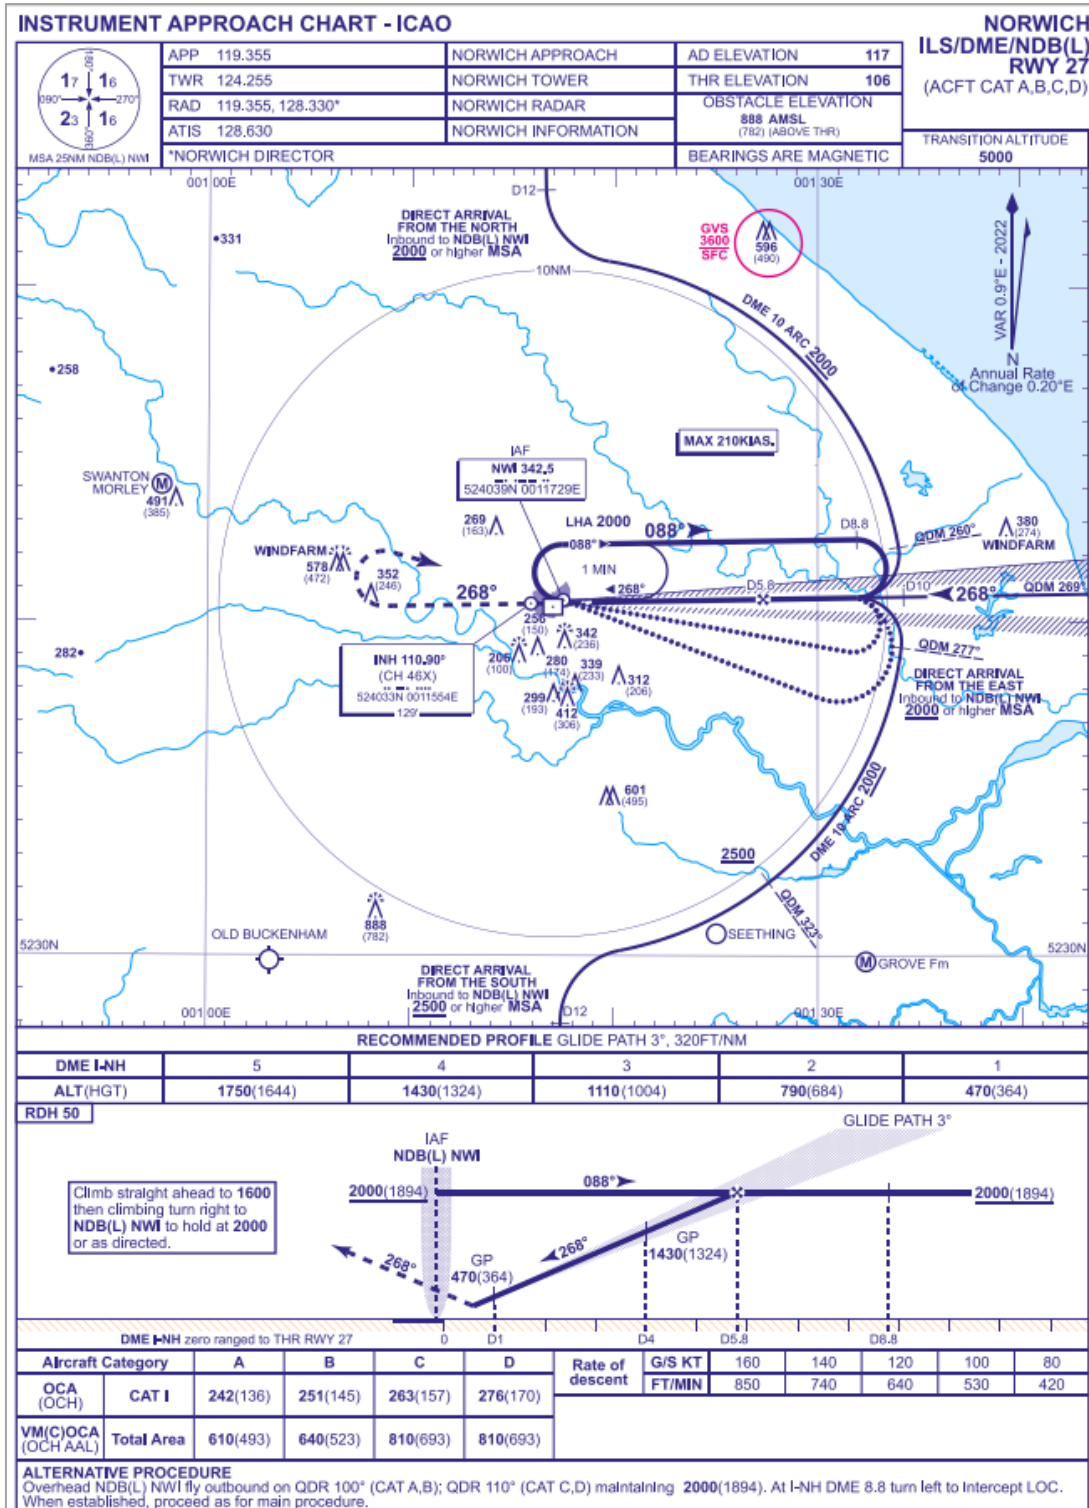 INSTRUMENT APPROACH CHART - ICAO
NORWICH
ILS/DME/NDB(L)
RWY 27
(ACFT CAT A,B,C,D)
180°
17 16
090° 270°
23 16
360°
MSA 25NM NDB(L) NWI
APP 119.355 NORWICH APPROACH
TWR 124.255 NORWICH TOWER
RAD 119.355, 128.330* NORWICH RADAR
ATIS 128.630 NORWICH INFORMATION
*NORWICH DIRECTOR
AD ELEVATION 117
THR ELEVATION 106
OBSTACLE ELEVATION
888 AMSL
(782) (ABOVE THR)
BEARINGS ARE MAGNETIC
TRANSITION ALTITUDE
5000
001 00E
D12
001 30E
DIRECT ARRIVAL
FROM THE NORTH
Inbound to NDB(L) NWI
2000 or higher MSA
331
GVS
3600
SFC
596
(490)
10NM
VAR 0.9°E - 2022
N
Annual Rate
of Change 0.20°E
DME 10 ARC 2000
258
MAX 210KIAS.
IAF
NWI 342.5
524039N 0011729E
SWANTON
MORLEY
M
491
(385)
269
(163)
LHA 2000
088°
D8.8
QDM 260°
380
(274)
WINDFARM
WINDFARM
578
(472)
352
(246)
088°
1 MIN
268°
268°
D5.8
D10
268°
QDM 269°
256
(150)
342
(236)
206
(100)
280
(174)
339
(233)
312
(206)
299
(193)
412
(306)
282
INH 110.90°
(CH 46X)
524033N 0011554E
129'
QDM 277°
DIRECT ARRIVAL
FROM THE EAST
Inbound to NDB(L) NWI
2000 or higher MSA
601
(495)
DME 10 ARC 2000
2500
QDM 323°
888
(782)
OLD BUCKENHAM
SEETHING
M GROVE Fm
5230N
5230N
DIRECT ARRIVAL
FROM THE SOUTH
Inbound to NDB(L) NWI
2500 or higher MSA
001 00E
D12
001 30E
RECOMMENDED PROFILE GLIDE PATH 3°, 320FT/NM
DME I-NH 5 4 3 2 1
ALT(HGT) 1750(1644) 1430(1324) 1110(1004) 790(684) 470(364)
RDH 50
GLIDE PATH 3°
IAF
NDB(L) NWI
Climb straight ahead to 1600
then climbing turn right to
NDB(L) NWI to hold at 2000
or as directed.
2000(1894)
088°
2000(1894)
268°
GP
470(364)
268°
GP
1430(1324)
DME I-NH zero ranged to THR RWY 27
0 D1 D4 D5.8 D8.8
Aircraft Category A B C D
OCA
(OCH) CAT I 242(136) 251(145) 263(157) 276(170)
VM(C)OCA
(OCH AAL) Total Area 610(493) 640(523) 810(693) 810(693)
Rate of
descent
G/S KT 160 140 120 100 80
FT/MIN 850 740 640 530 420
ALTERNATIVE PROCEDURE
Overhead NDB(L) NWI fly outbound on QDR 100° (CAT A,B); QDR 110° (CAT C,D) maintaining 2000(1894). At I-NH DME 8.8 turn left to intercept LOC.
When established, proceed as for main procedure.